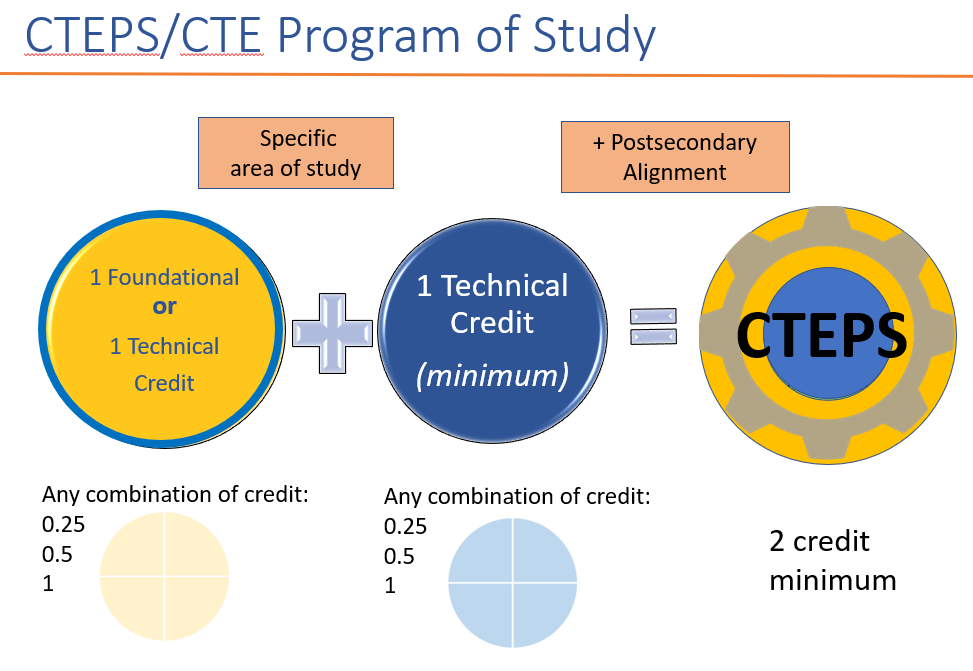 CTEPS/CTE Program of Study
Specific
area of study
+ Postsecondary
Alignment
1 Foundational
or
1 Technical
Credit
1 Technical
Credit
(minimum)
CTEPS
Any combination of credit:
0.25
0.5
1
Any combination of credit:
0.25
0.5
1
2 credit
minimum